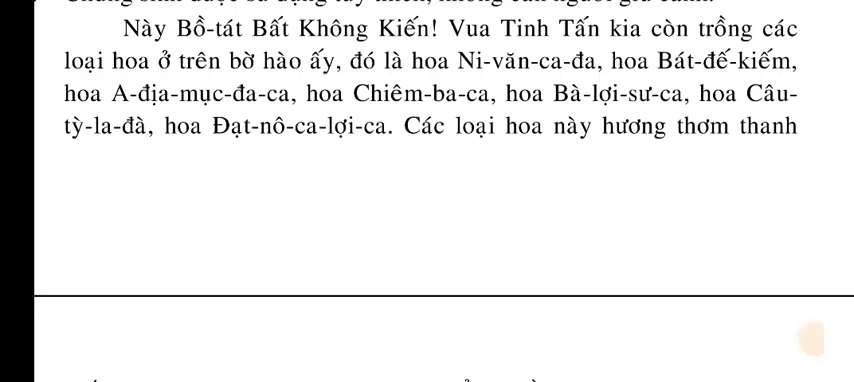 Này Bồ-tát Bất Không Kiến! Vua Tinh Tấn kia còn trồng các
loại hoa ở trên bờ hào ấy, đó là hoa Ni-văn-ca-đa, hoa Bát-đế-kiếm,
hoa A-địa-mục-đa-ca, hoa Chiêm-ba-ca, hoa Bà-lợi-sư-ca, hoa Câu-
tỳ-la-đà, hoa Đạt-nô-ca-lợi-ca. Các loại hoa này hương thơm thanh